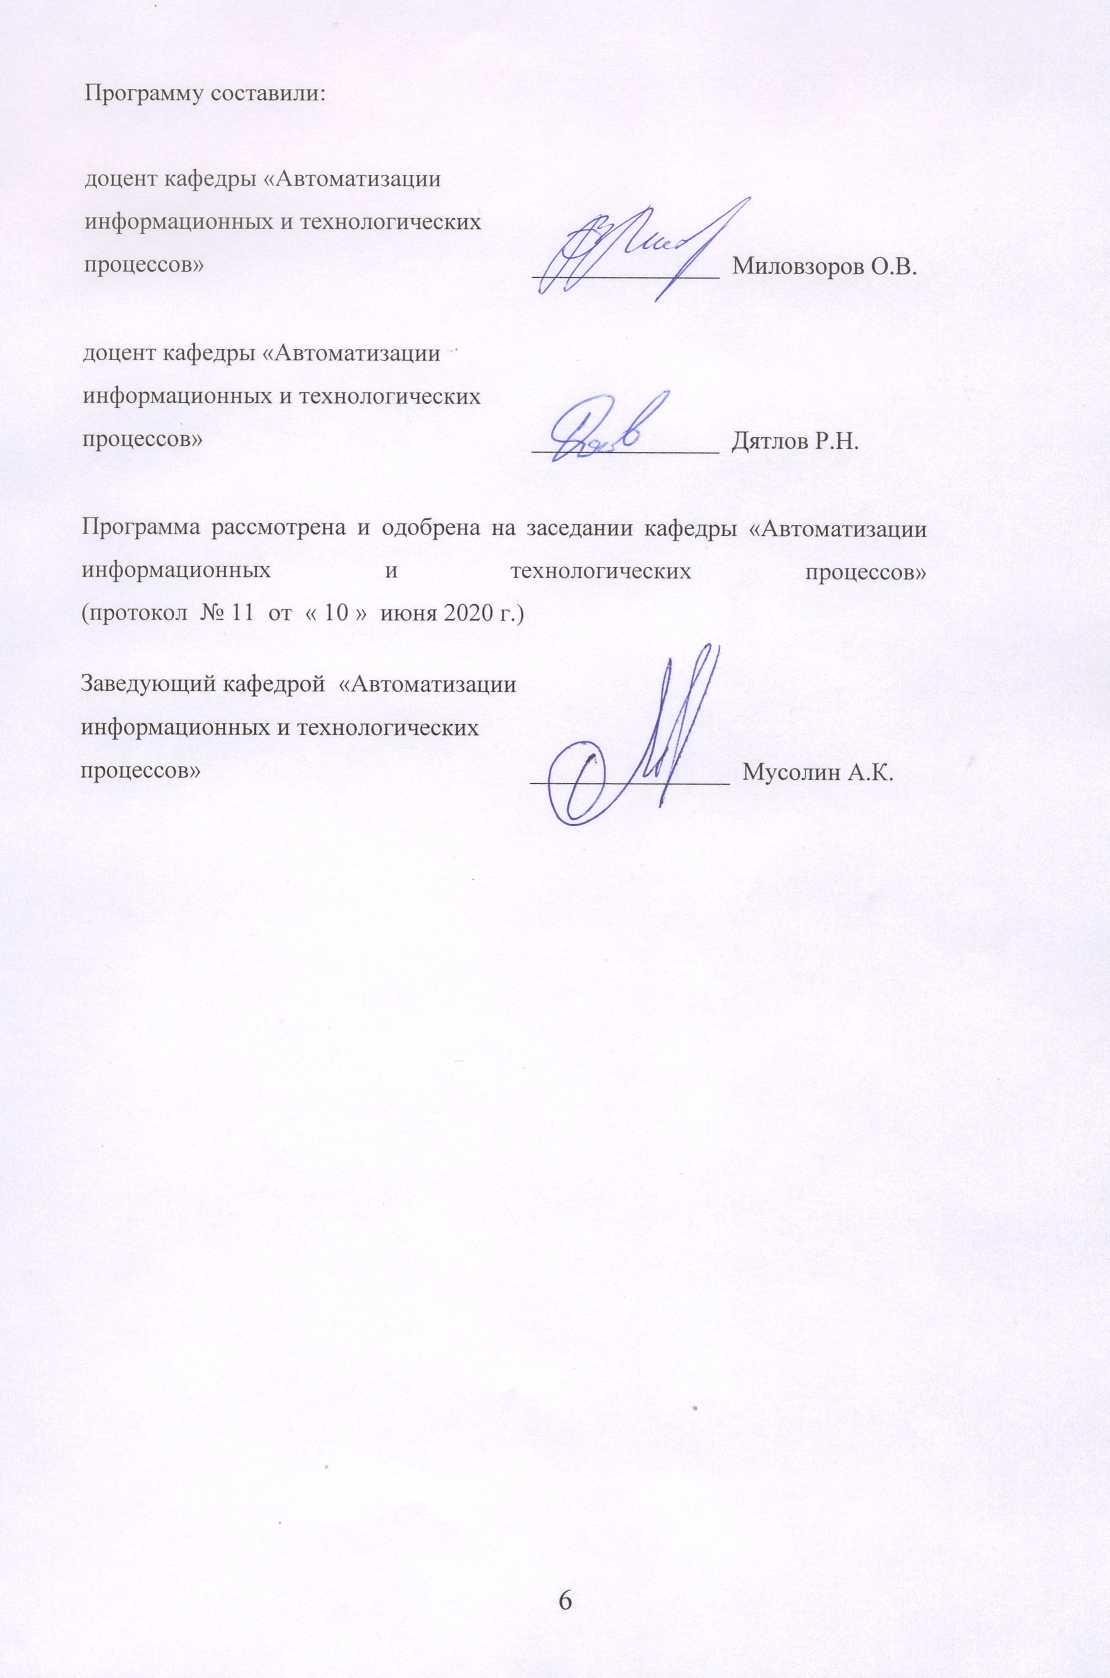 Программу составили:
доцент кафедры «Автоматизации
информационных и технологических
процессов» Миловзоров О.В.
доцент кафедры «Автоматизации
информационных и технологических
процессов» Дятлов Р.Н.
Программа рассмотрена и одобрена на заседании кафедры «Автоматизации
информационных и технологических процессов»
(протокол № 11 от « 10 » июня 2020 г.)
Заведующий кафедрой «Автоматизации
информационных и технологических
процессов» Мусолин А.К.
6